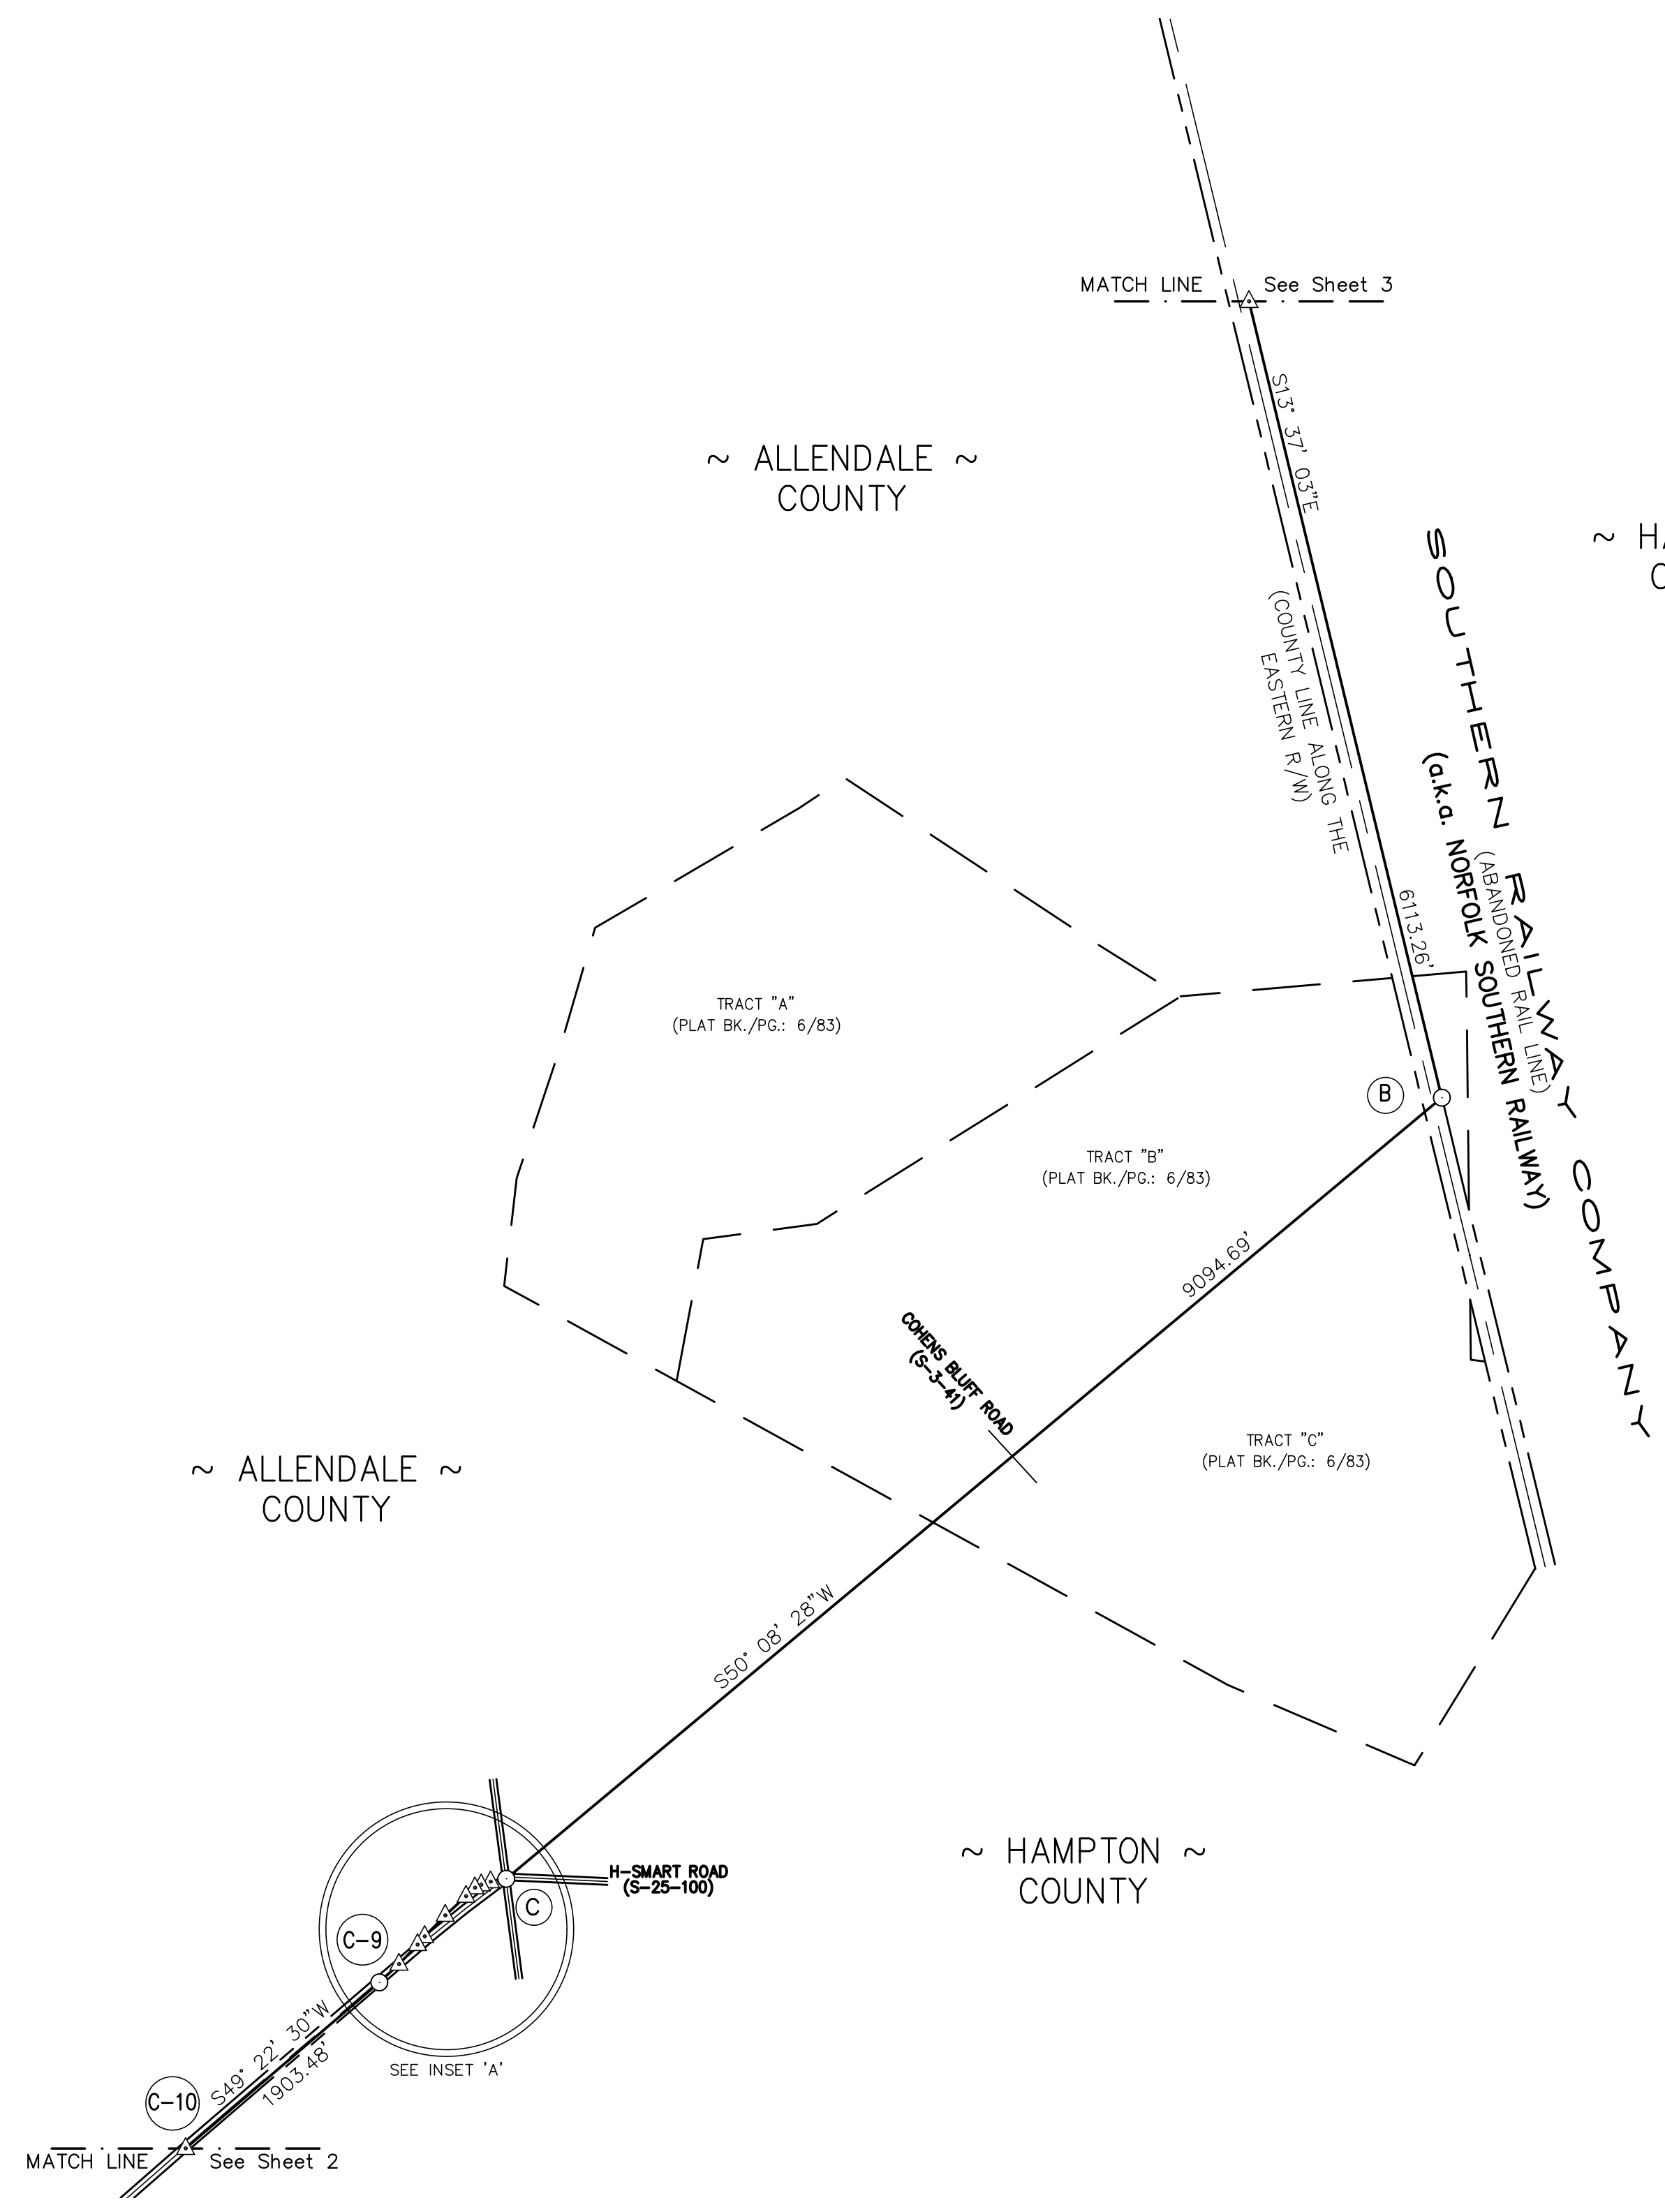 MATCH LINE See Sheet 3
S13° 37' 03"E
~ ALLENDALE ~
COUNTY
~ HA
C
SOUTHERN RAILWAY COMPANY
(ABANDONED RAIL LINE)
(a.k.a. NORFOLK SOUTHERN RAILWAY)
(COUNTY LINE ALONG THE
EASTERN R/W)
6113.26'
TRACT "A"
(PLAT BK./PG.: 6/83)
B
TRACT "B"
(PLAT BK./PG.: 6/83)
9094.69'
COHENS BLUFF ROAD
(S-3-41)
TRACT "C"
(PLAT BK./PG.: 6/83)
~ ALLENDALE ~
COUNTY
S50° 08' 28"W
~ HAMPTON ~
COUNTY
H-SMART ROAD
(S-25-100)
C
C-9
S49° 22' 30"W
1903.48'
SEE INSET 'A'
C-10
MATCH LINE See Sheet 2